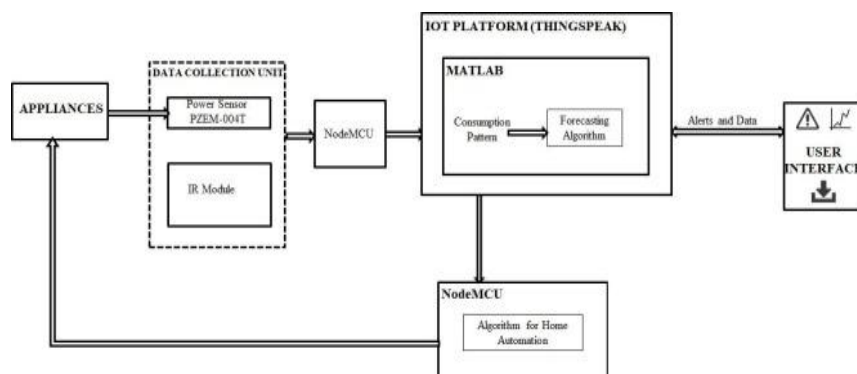 IOT PLATFORM (THINGSPEAK)
DATA COLLECTION UNIT
MATLAB
APPLIANCES
Power Sensor
PZEM-004T
NodeMCU
Consumption
Pattern
Forecasting
Algorithm
Alerts and Data
USER
INTERFACE
IR Module
NodeMCU
Algorithm for Home
Automation